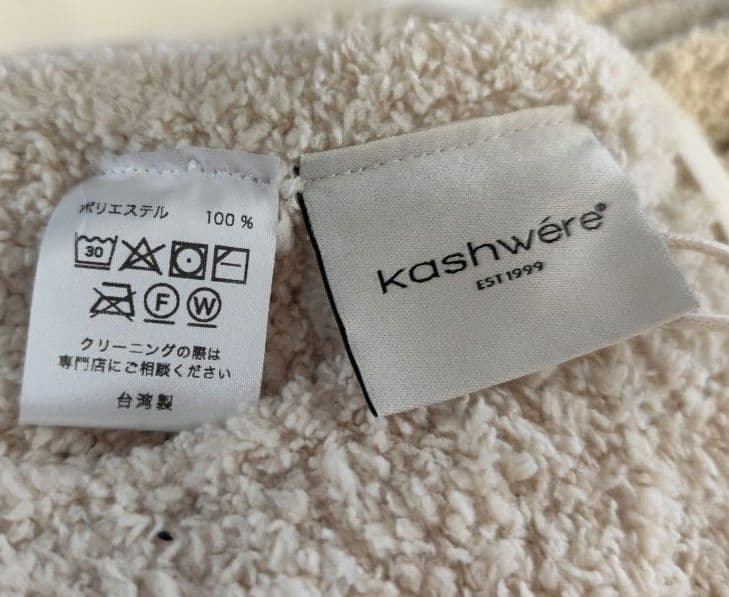 ポリエステル 100 %
30
F W
クリーニングの際は
専門店にご相談ください
台湾製
kashwére®
EST 1999